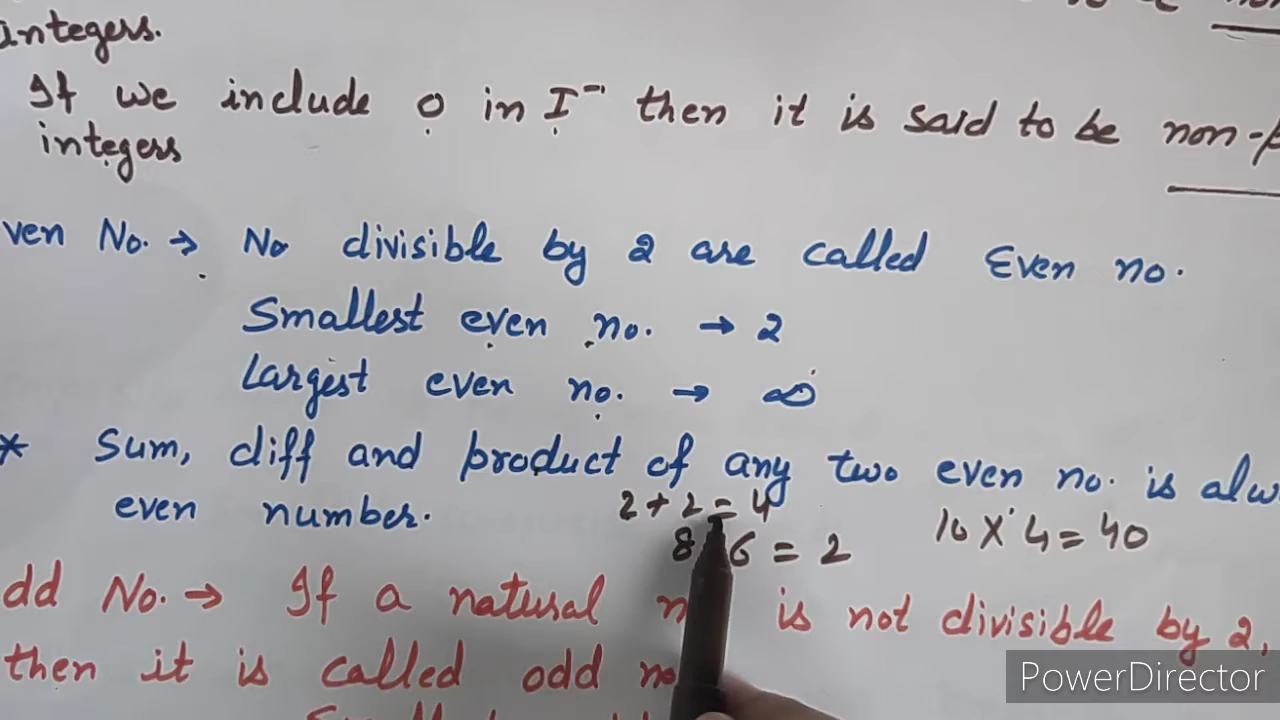 integers.
If we include 0 in I⁻ then it is said to be non-
integers
ven No. → No divisible by 2 are called Even no.
Smallest even no. → 2
Largest even no. → ∞
* Sum, diff and product of any two even no. is alw
even number.
2 + 2 = 4
8 6 = 2
10 × 4 = 40
dd No. → If a natural n is not divisible by 2,
then it is called odd no
PowerDirector